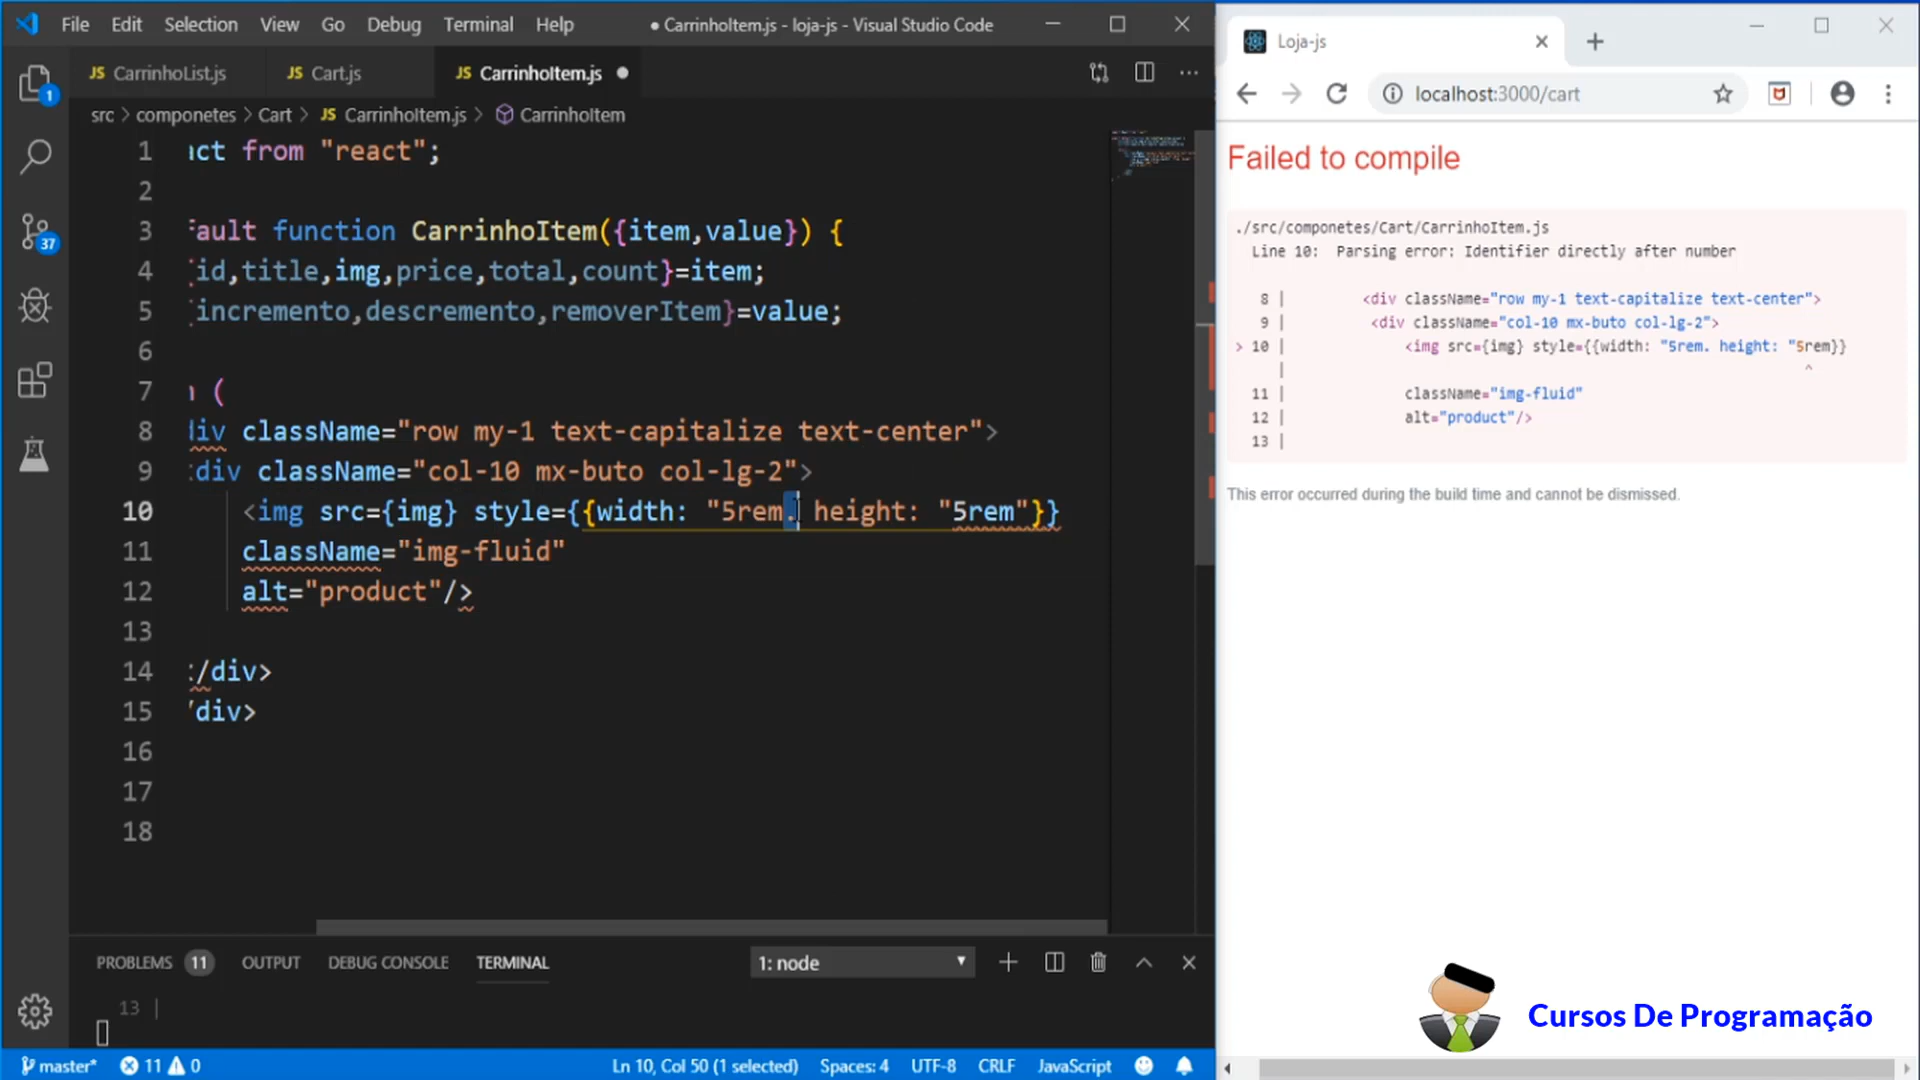 File Edit Selection View Go Debug Terminal Help
● CarrinhoItem.js - loja-js - Visual Studio Code
JS CarrinhoList.js
JS Cart.js
JS CarrinhoItem.js ●
src > componetes > Cart > JS CarrinhoItem.js > CarrinhoItem
1 act from "react";
2
3 fault function CarrinhoItem({item,value}) {
4 {id,title,img,price,total,count}=item;
5 {incremento,descremento,removerItem}=value;
6
7 n (
8 div className="row my-1 text-capitalize text-center">
9 <div className="col-10 mx-buto col-lg-2">
10 <img src={img} style={{width: "5rem. height: "5rem"}}
11 className="img-fluid"
12 alt="product"/>
13
14 </div>
15 /div>
16
17
18
1
37
PROBLEMS 11 OUTPUT DEBUG CONSOLE TERMINAL
1: node
13 |
master* 11 0
Ln 10, Col 50 (1 selected) Spaces: 4 UTF-8 CRLF JavaScript
Loja-js
localhost:3000/cart
Failed to compile
./src/componetes/Cart/CarrinhoItem.js
Line 10: Parsing error: Identifier directly after number
8 | <div className="row my-1 text-capitalize text-center">
9 | <div className="col-10 mx-buto col-lg-2">
> 10 | <img src={img} style={{width: "5rem. height: "5rem}}
| ^
11 | className="img-fluid"
12 | alt="product"/>
13 |
This error occurred during the build time and cannot be dismissed.
Cursos De Programação